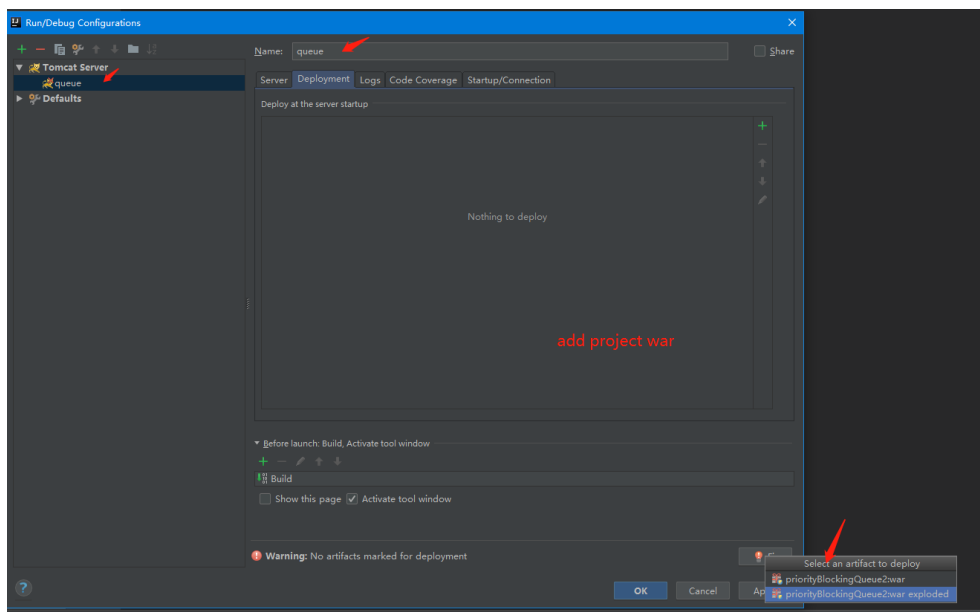 Run/Debug Configurations
Name: queue
Share
Tomcat Server
queue
Defaults
Server Deployment Logs Code Coverage Startup/Connection
Deploy at the server startup
Nothing to deploy
add project war
Before launch: Build, Activate tool window
Build
Show this page Activate tool window
Warning: No artifacts marked for deployment
Select an artifact to deploy
priorityBlockingQueue2:war
priorityBlockingQueue2:war exploded
OK Cancel